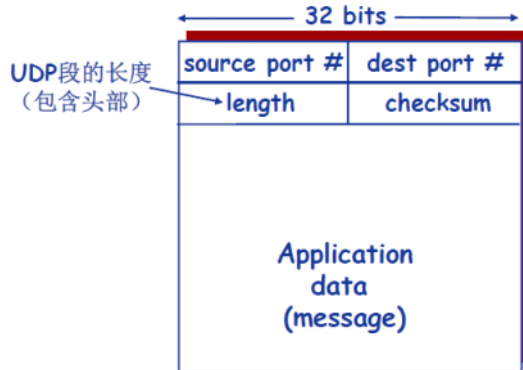 32 bits
source port # dest port #
UDP段的长度
（包含头部）
length checksum
Application
data
(message)